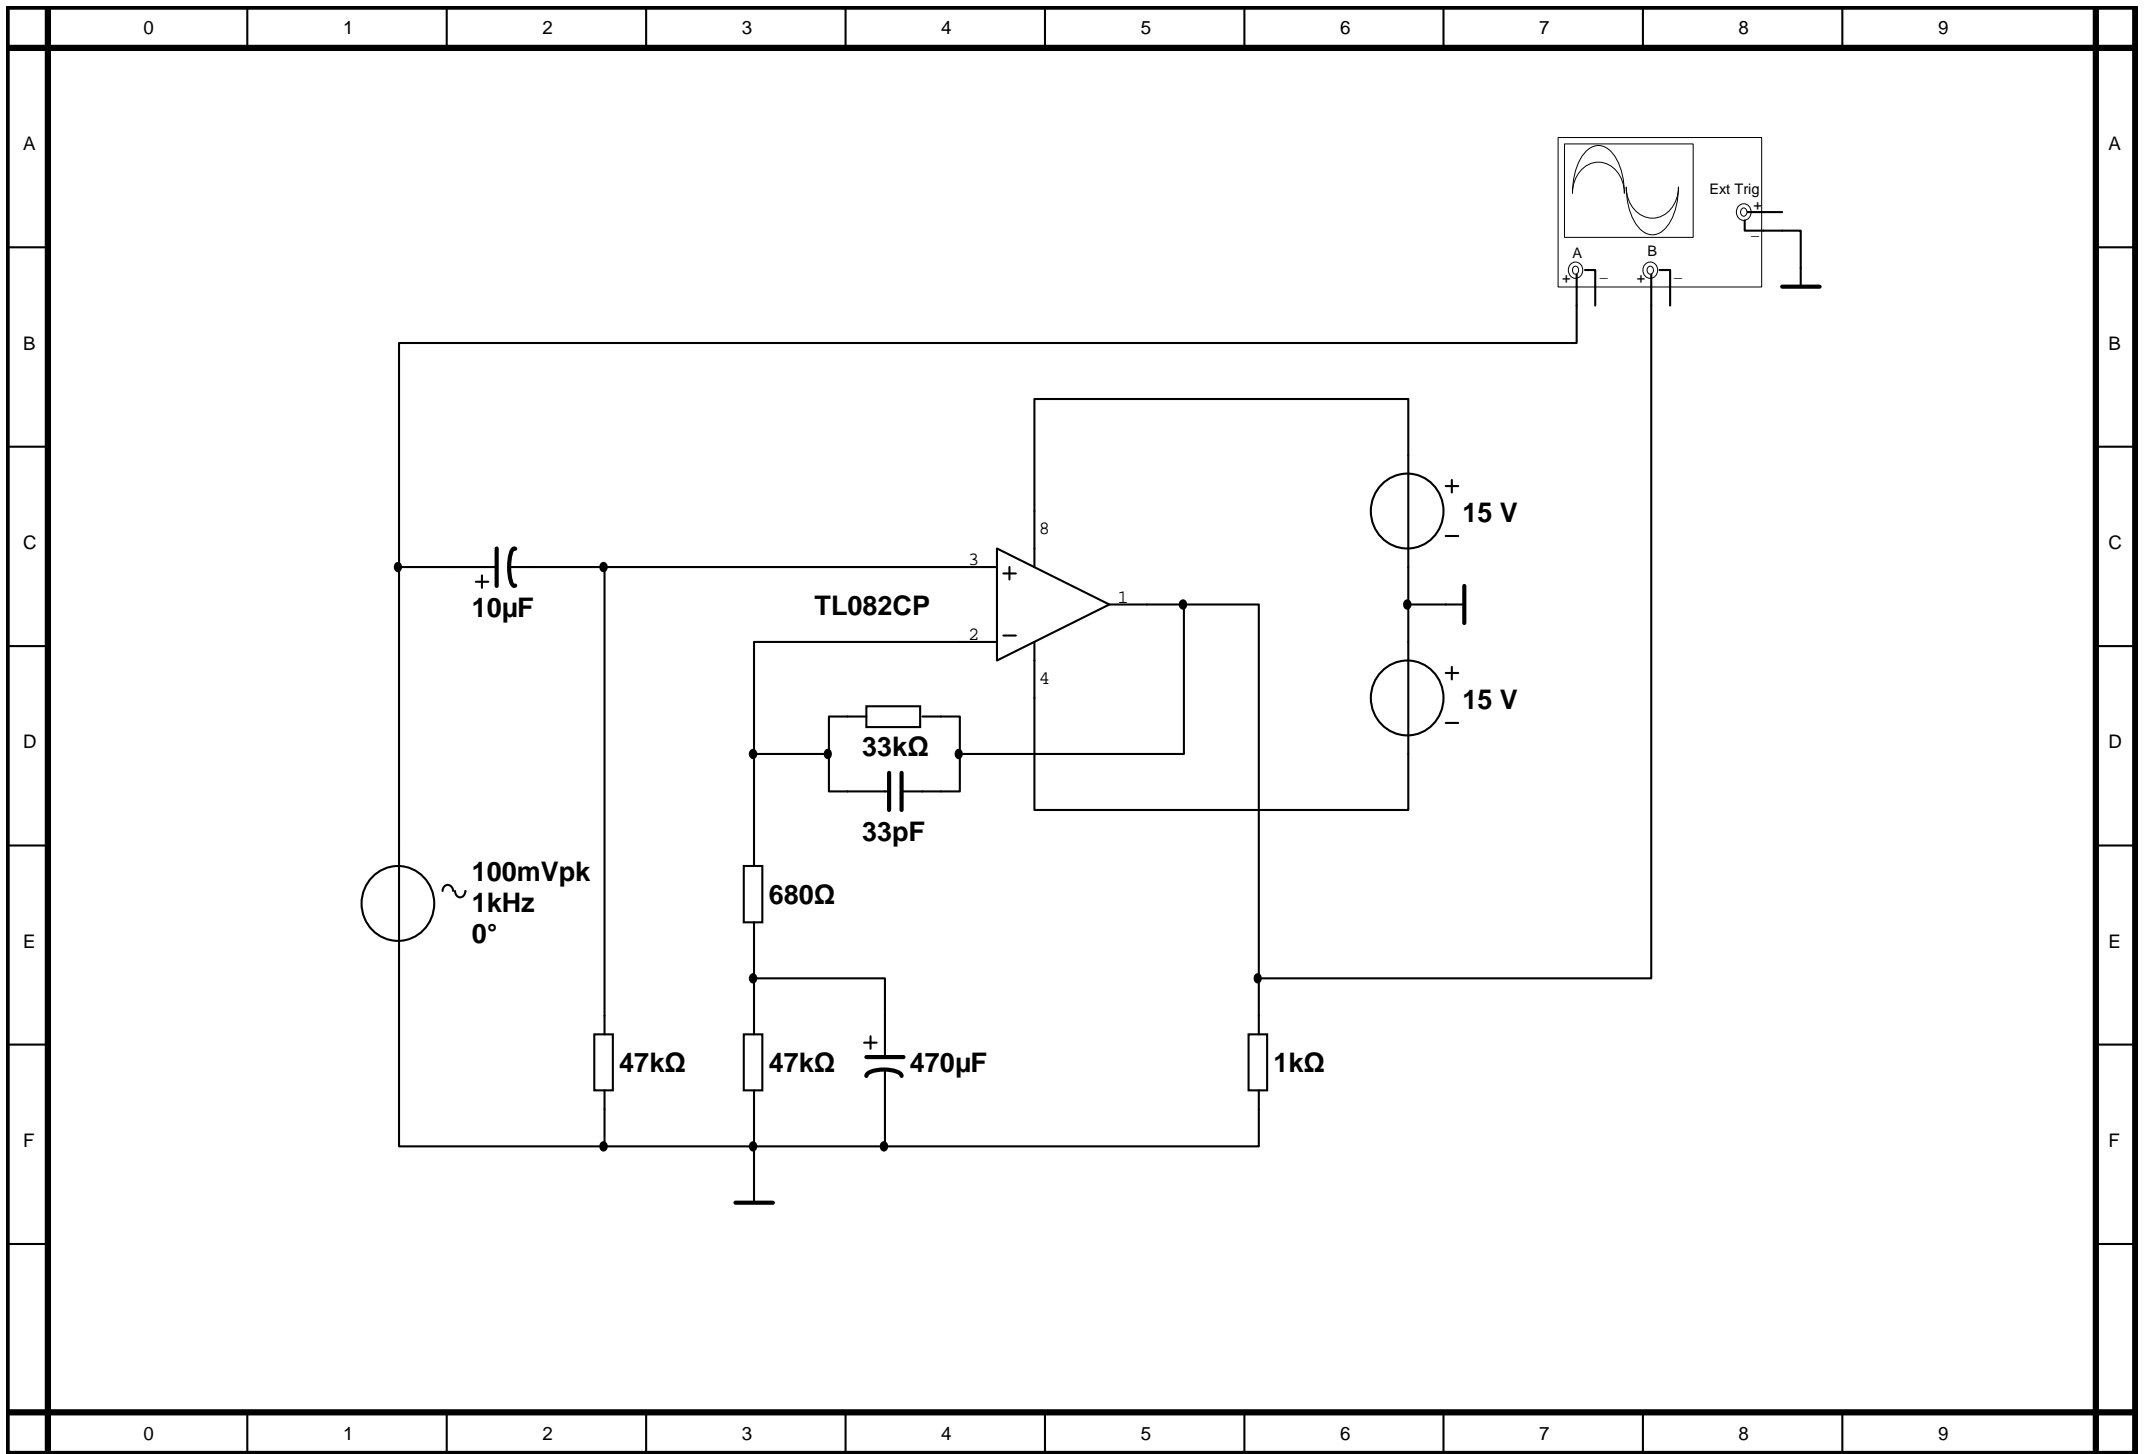 0 1 2 3 4 5 6 7 8 9
A A
Ext Trig
+
−
A B
+ − + −
B B
+
15 V
−
8
C C
3
+
+
10µF
TL082CP
1
2
−
+
15 V
−
4
D D
33kΩ
33pF
100mVpk
1kHz
0°
680Ω
E E
+
47kΩ 47kΩ 470µF 1kΩ
F F
0 1 2 3 4 5 6 7 8 9